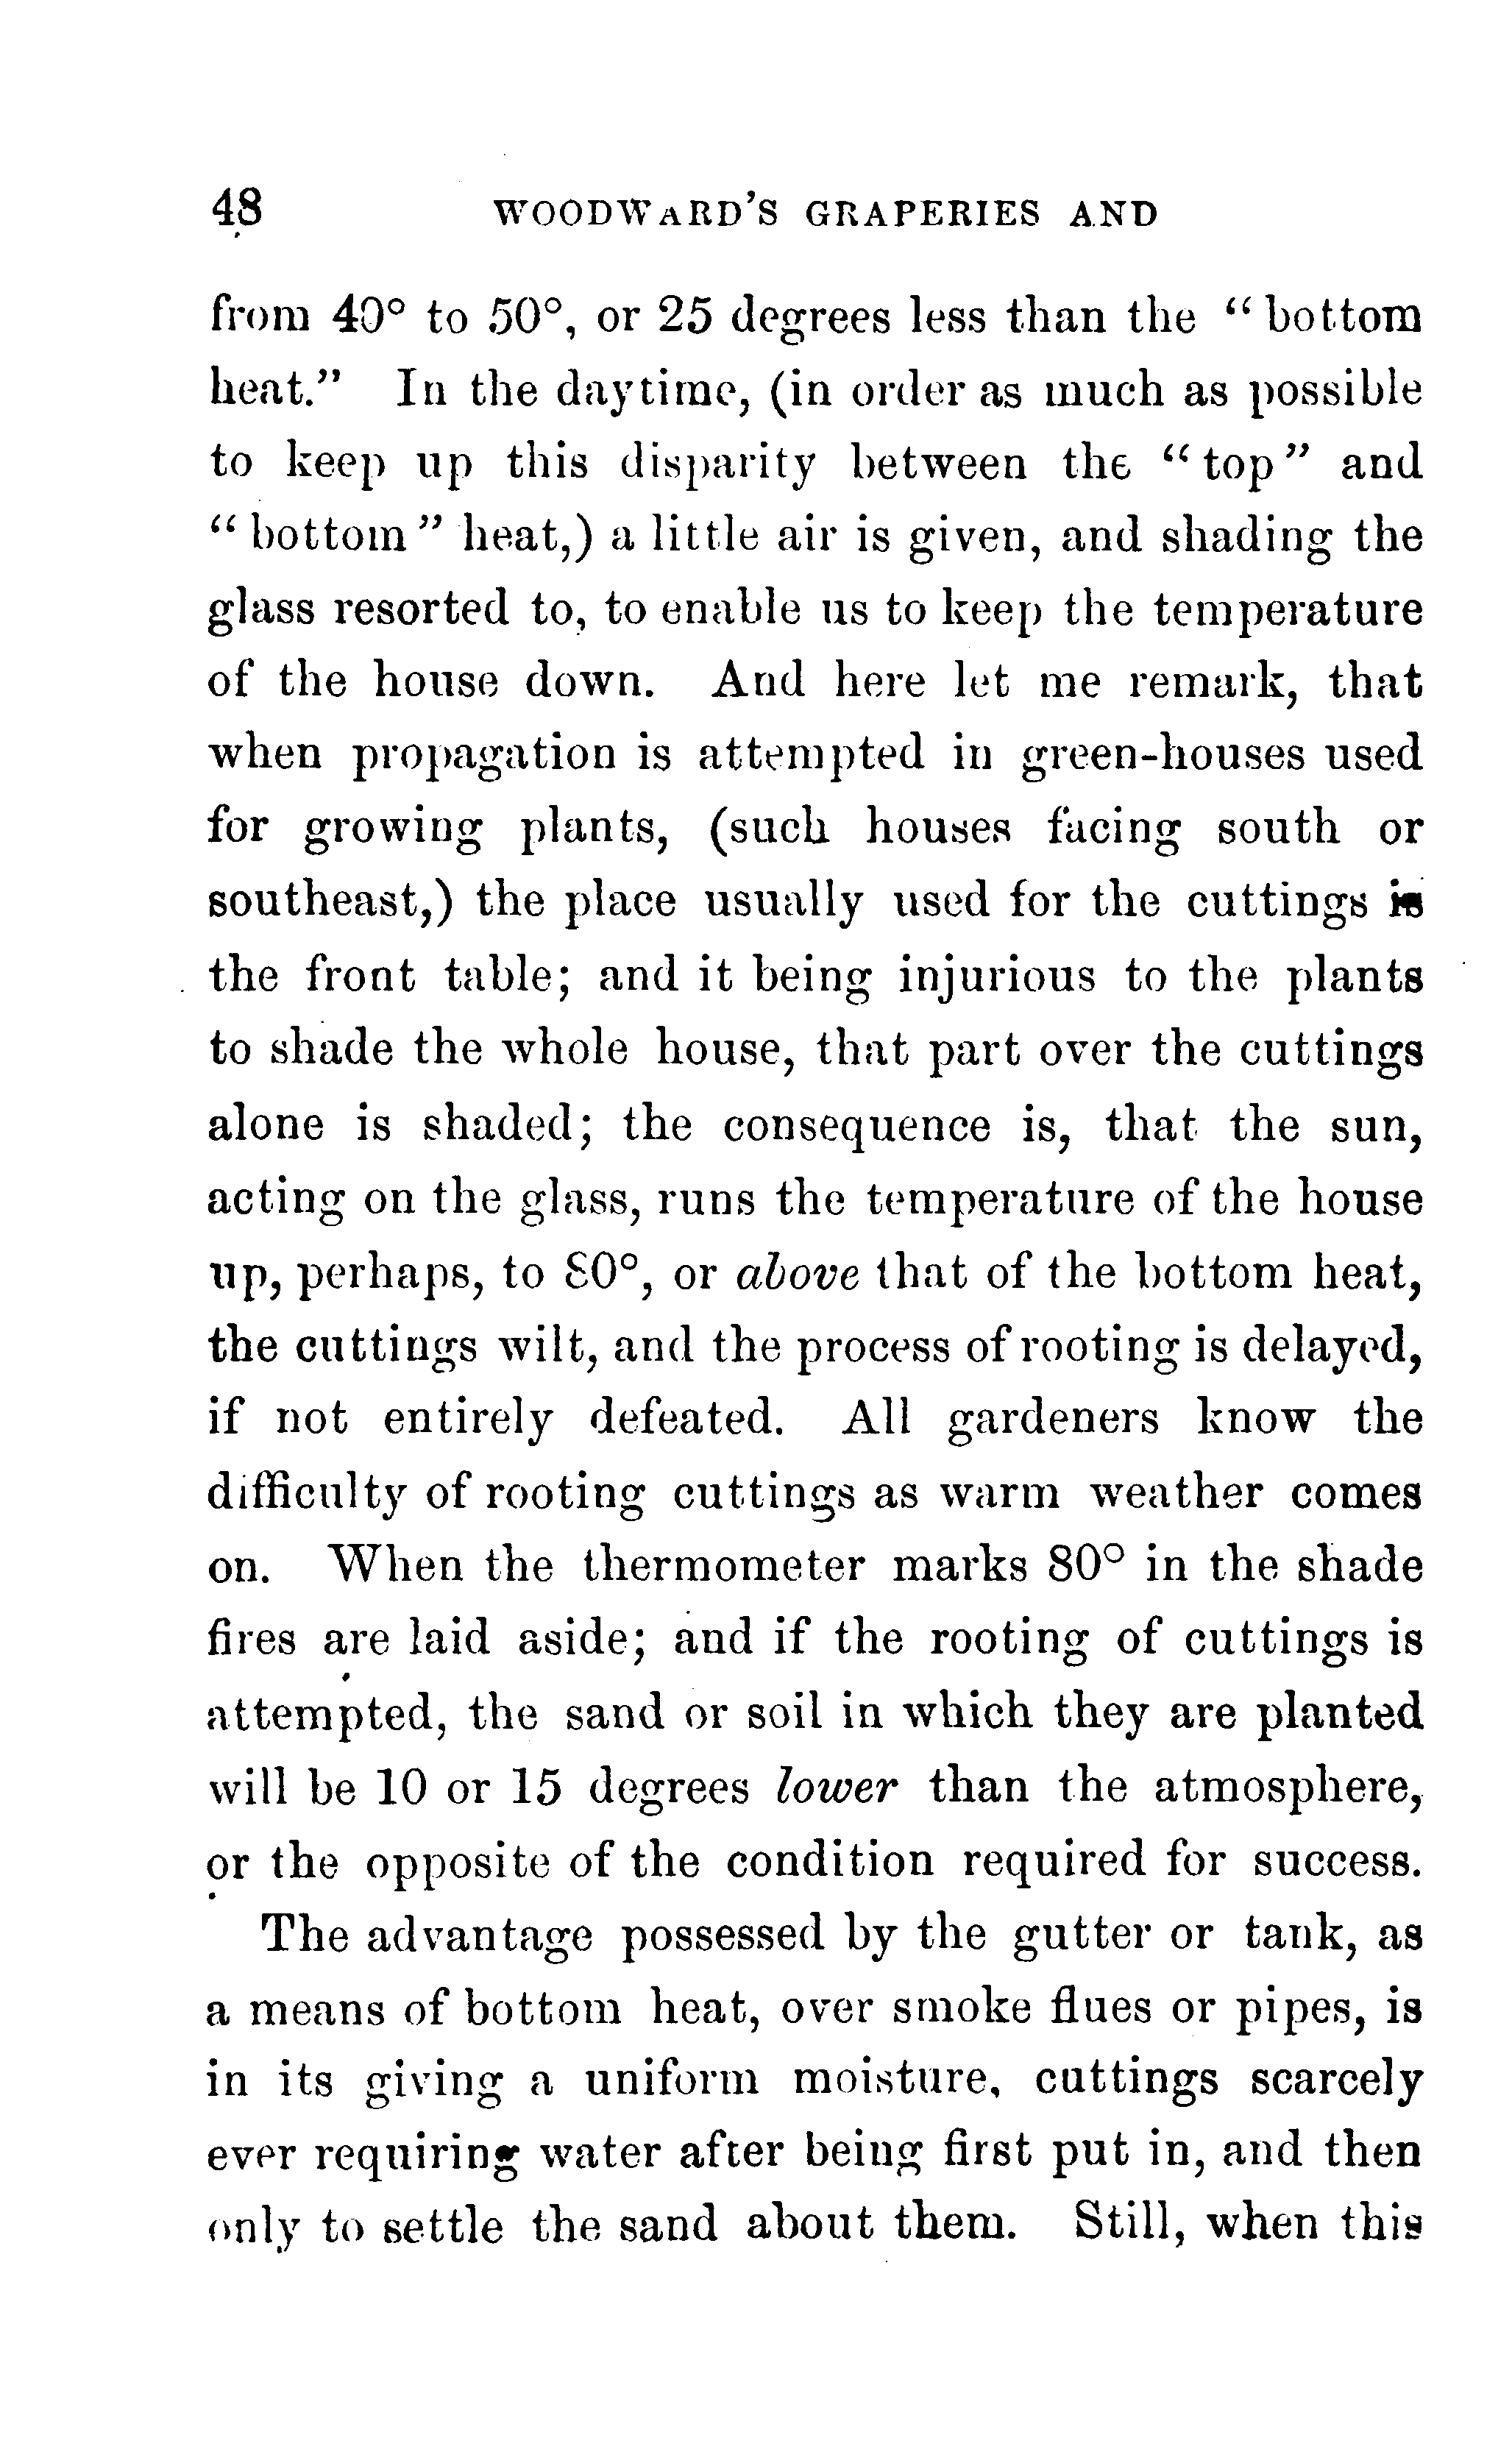 48 WOODWARD'S GRAPERIES AND
from 40° to 50°, or 25 degrees less than the "bottom
heat." In the daytime, (in order as much as possible
to keep up this disparity between the "top" and
"bottom" heat,) a little air is given, and shading the
glass resorted to, to enable us to keep the temperature
of the house down. And here let me remark, that
when propagation is attempted in green-houses used
for growing plants, (such houses facing south or
southeast,) the place usually used for the cuttings is
the front table; and it being injurious to the plants
to shade the whole house, that part over the cuttings
alone is shaded; the consequence is, that the sun,
acting on the glass, runs the temperature of the house
up, perhaps, to 80°, or above that of the bottom heat,
the cuttings wilt, and the process of rooting is delayed,
if not entirely defeated. All gardeners know the
difficulty of rooting cuttings as warm weather comes
on. When the thermometer marks 80° in the shade
fires are laid aside; and if the rooting of cuttings is
attempted, the sand or soil in which they are planted
will be 10 or 15 degrees lower than the atmosphere,
or the opposite of the condition required for success.
The advantage possessed by the gutter or tank, as
a means of bottom heat, over smoke flues or pipes, is
in its giving a uniform moisture, cuttings scarcely
ever requiring water after being first put in, and then
only to settle the sand about them. Still, when this